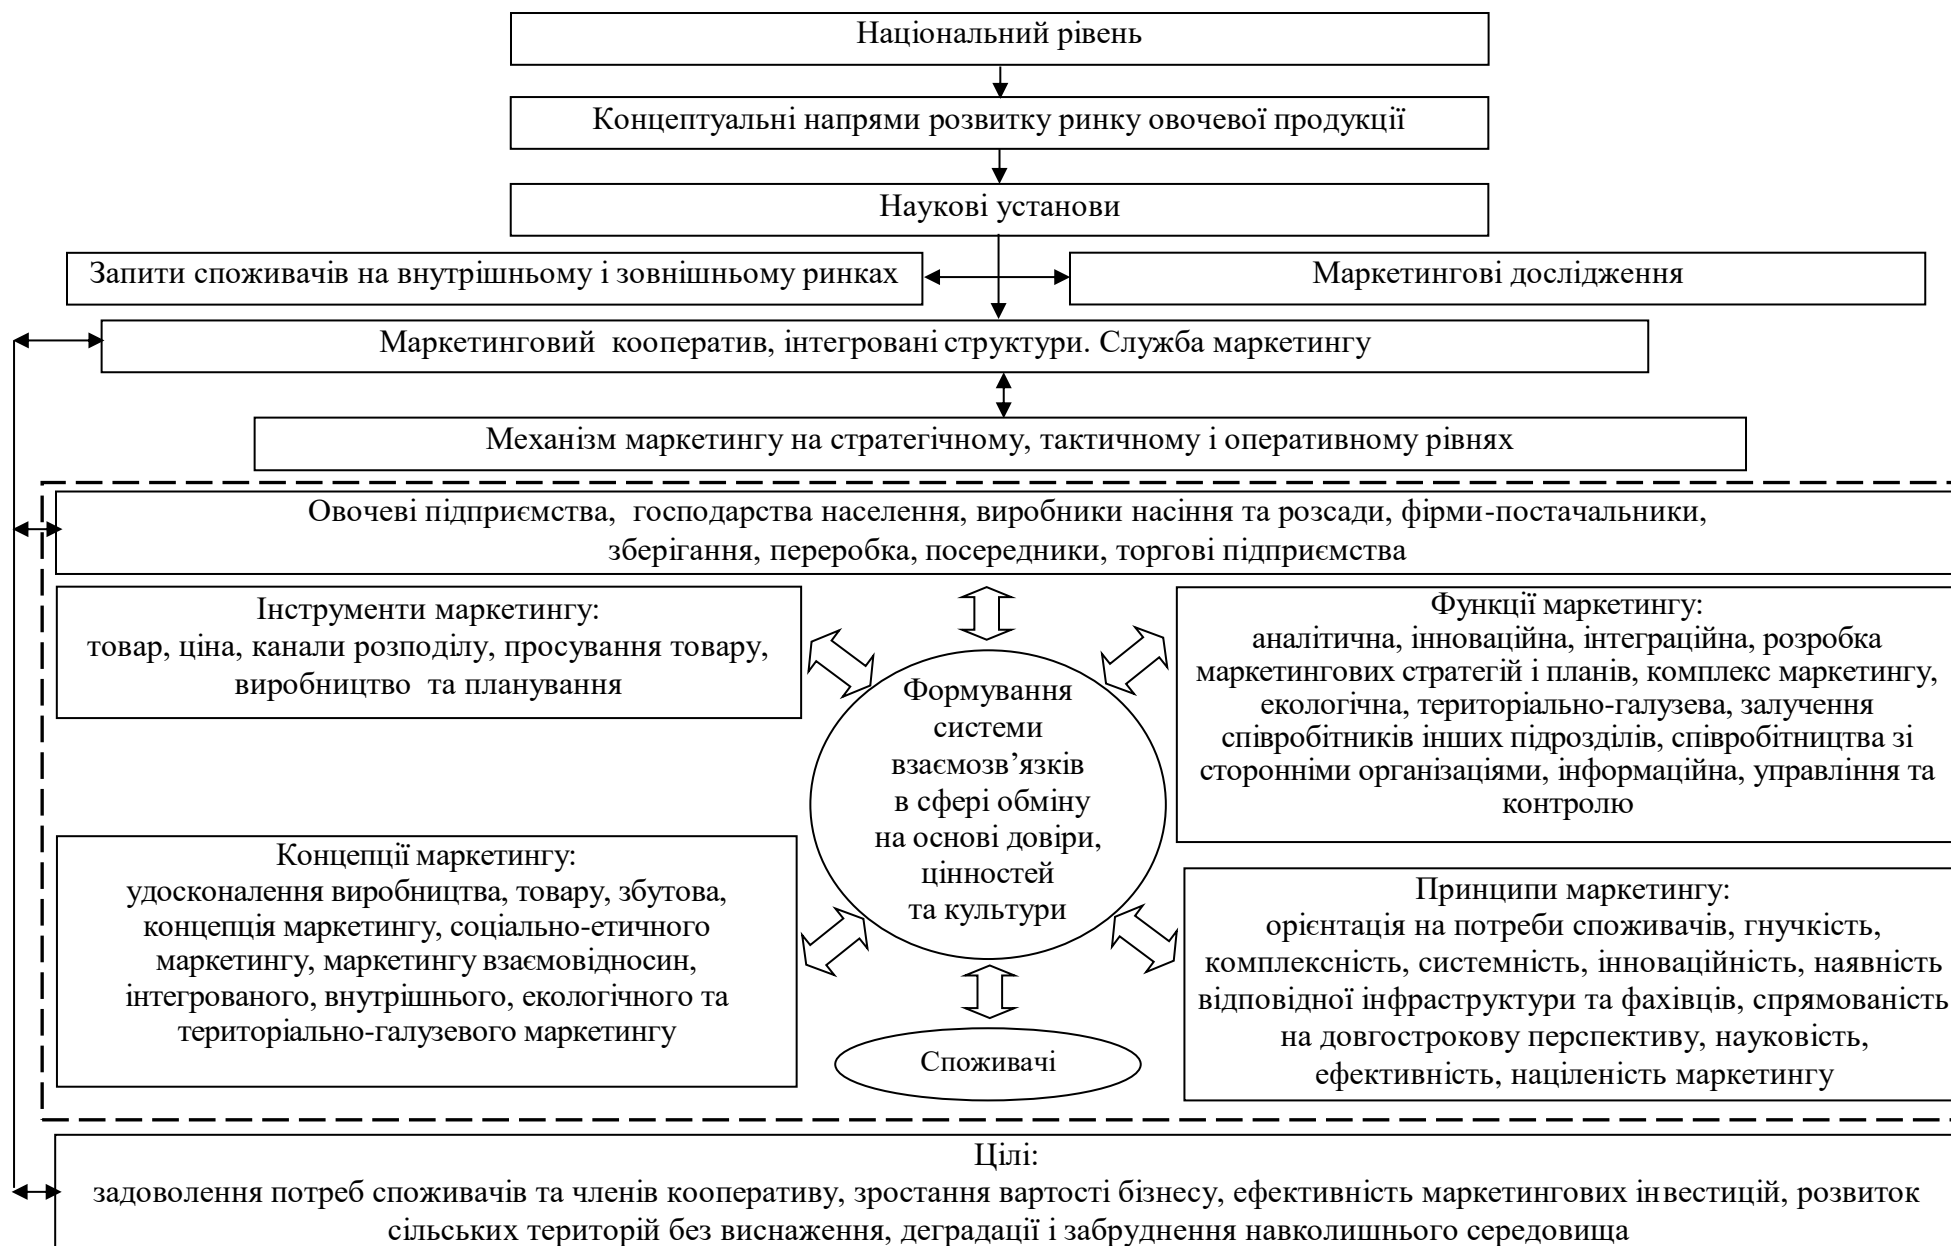 Національний рівень
Концептуальні напрями розвитку ринку овочевої продукції
Наукові установи
Запити споживачів на внутрішньому і зовнішньому ринках
Маркетингові дослідження
Маркетинговий кооператив, інтегровані структури. Служба маркетингу
Механізм маркетингу на стратегічному, тактичному і оперативному рівнях
Овочеві підприємства, господарства населення, виробники насіння та розсади, фірми-постачальники,
зберігання, переробка, посередники, торгові підприємства
Інструменти маркетингу:
товар, ціна, канали розподілу, просування товару,
виробництво та планування
Функції маркетингу:
аналітична, інноваційна, інтеграційна, розробка
маркетингових стратегій і планів, комплекс маркетингу,
екологічна, територіально-галузева, залучення
співробітників інших підрозділів, співробітництва зі
сторонніми організаціями, інформаційна, управління та
контролю
Формування
системи
взаємозв’язків
в сфері обміну
на основі довіри,
цінностей
та культури
Концепції маркетингу:
удосконалення виробництва, товару, збутова,
концепція маркетингу, соціально-етичного
маркетингу, маркетингу взаємовідносин,
інтегрованого, внутрішнього, екологічного та
територіально-галузевого маркетингу
Принципи маркетингу:
орієнтація на потреби споживачів, гнучкість,
комплексність, системність, інноваційність, наявність
відповідної інфраструктури та фахівців, спрямованість
на довгострокову перспективу, науковість,
ефективність, націленість маркетингу
Споживачі
Цілі:
задоволення потреб споживачів та членів кооперативу, зростання вартості бізнесу, ефективність маркетингових інвестицій, розвиток
сільських територій без виснаження, деградації і забруднення навколишнього середовища